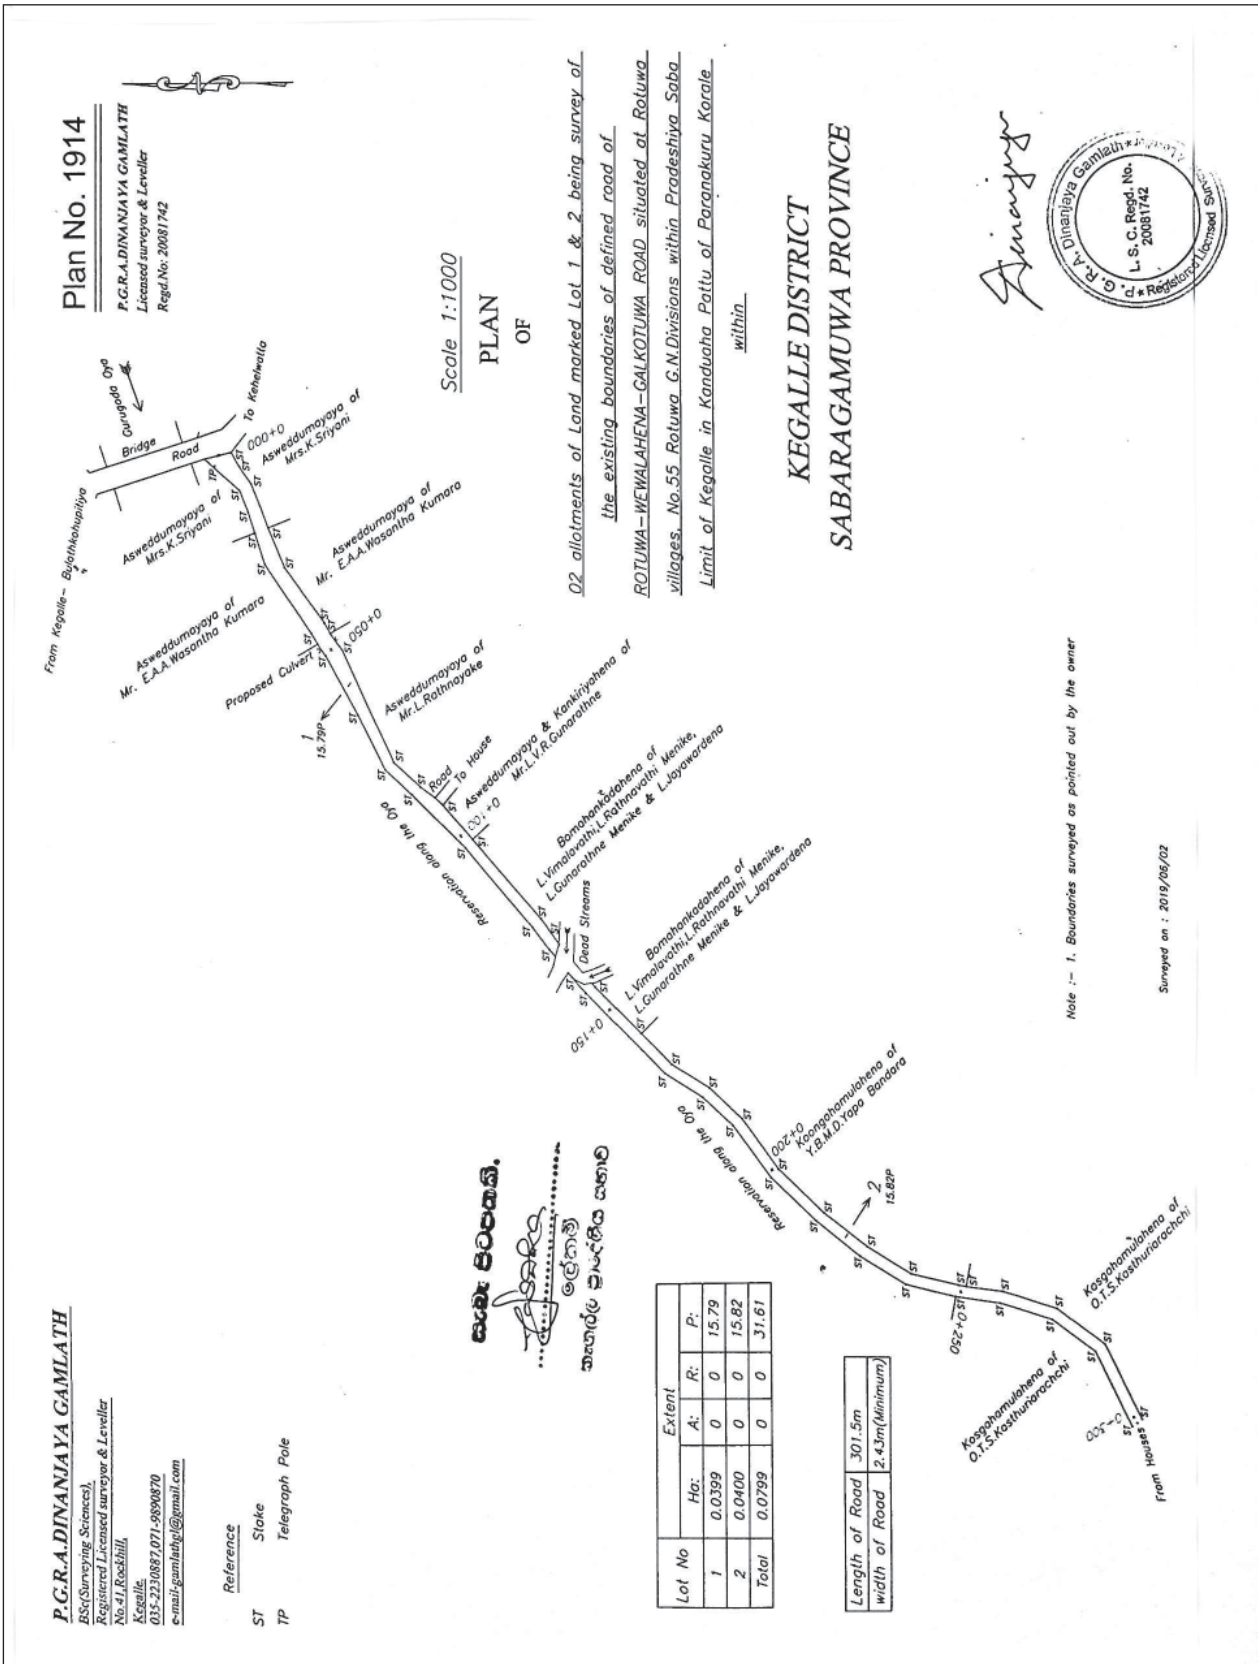 P.G.R.A.DINANJAYA GAMLATH
BSc(Surveying Sciences),
Registered Licensed surveyor & Leveller
No.41,Rockhill,
Kegalle.
035-2230887,071-9890870
e-mail-gamlathgl@gmail.com
Reference
ST Stake
TP Telegraph Pole
Plan No. 1914
P.G.R.A.DINANJAYA GAMLATH
Licensed surveyor & Leveller
Regd.No: 20081742
From Kegalle- Bulathkohupitiya
Gurugoda Oya
Bridge
Road
To Kehelwatta
0+000
Asweddumayaya of
Mrs.K.Sriyani
Asweddumayaya of
Mrs.K.Sriyani
Asweddumayaya of
Mr. E.A.A.Wasantha Kumara
Asweddumayaya of
Mr. E.A.A.Wasantha Kumara
Proposed Culvert
0+050
1
15.79P
Asweddumayaya of
Mr.L.Rathnayake
Road
To House
0+100
Asweddumayaya & Kankiriyahena of
Mr.L.V.R.Gunarathne
Reservation along the Oya
Bomahankadahena of
L.Vimalavathi,L.Rathnavathi Menike,
L.Gunarathne Menike & L.Jayawardena
Dead Streams
Bomahankadahena of
L.Vimalavathi,L.Rathnavathi Menike,
L.Gunarathne Menike & L.Jayawardena
0+150
Reservation along the Oya
0+200
Koongahamulahena of
Y.B.M.D.Yapa Bandara
2
15.82P
0+250
Kosgahamulahena of
O.T.S.Kasthuriarachchi
Kosgahamulahena of
O.T.S.Kasthuriarachchi
0-300
From Houses
Scale 1:1000
PLAN
OF
02 allotments of Land marked Lot 1 & 2 being survey of
the existing boundaries of defined road of
ROTUWA-WEWALAHENA-GALKOTUWA ROAD situated at Rotuwa
villages, No.55 Rotuwa G.N.Divisions within Pradeshiya Saba
Limit of Kegalle in Kanduaha Pattu of Paranakuru Korale
within
KEGALLE DISTRICT
SABARAGAMUWA PROVINCE
සත්‍ය පිටපතකි.
ලේකම්
කෑගල්ල ප්‍රාදේශීය සභාව
Lot No Extent
Ha: A: R: P:
1 0.0399 0 0 15.79
2 0.0400 0 0 15.82
Total 0.0799 0 0 31.61
Length of Road 301.5m
width of Road 2.43m(Minimum)
Note :- 1. Boundaries surveyed as pointed out by the owner
Surveyed on : 2019/06/02
P. G. R. A. Dinanjaya Gamlath
L. S. C. Regd. No.
20081742
Registered Licensed